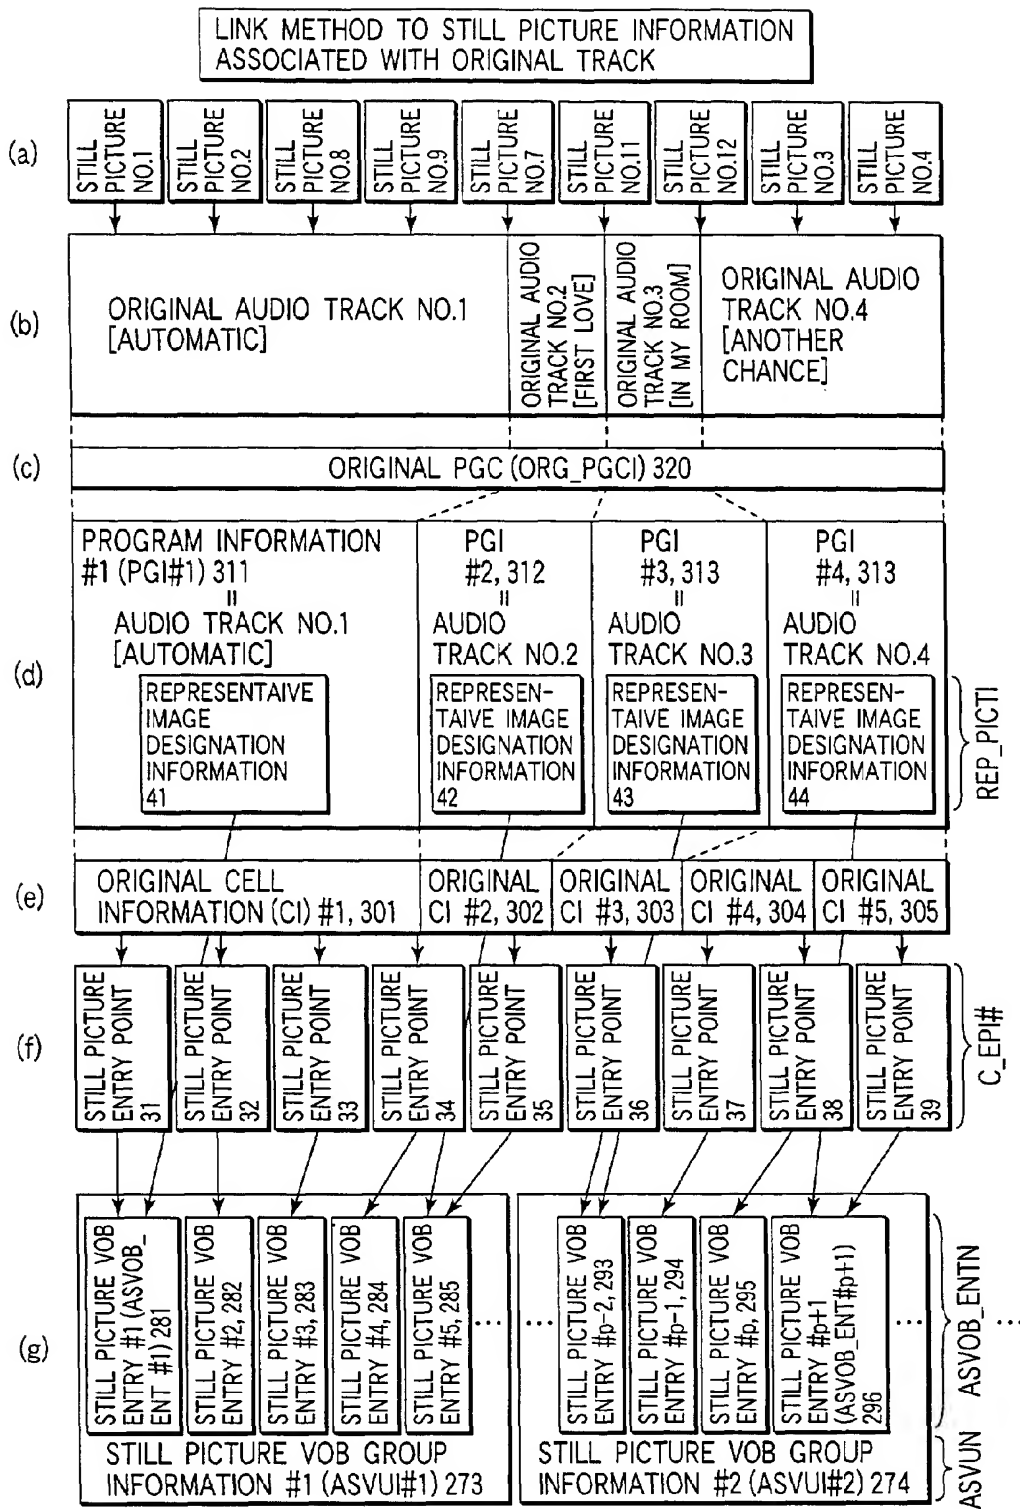 LINK METHOD TO STILL PICTURE INFORMATION
ASSOCIATED WITH ORIGINAL TRACK
(a)
STILL
PICTURE
NO.1
STILL
PICTURE
NO.2
STILL
PICTURE
NO.8
STILL
PICTURE
NO.9
STILL
PICTURE
NO.7
STILL
PICTURE
NO.11
STILL
PICTURE
NO.12
STILL
PICTURE
NO.3
STILL
PICTURE
NO.4
(b)
ORIGINAL AUDIO TRACK NO.1
[AUTOMATIC]
ORIGINAL AUDIO
TRACK NO.2
[FIRST LOVE]
ORIGINAL AUDIO
TRACK NO.3
[IN MY ROOM]
ORIGINAL AUDIO
TRACK NO.4
[ANOTHER
CHANCE]
(c)
ORIGINAL PGC (ORG_PGCI) 320
(d)
PROGRAM INFORMATION
#1 (PGI#1) 311
=
AUDIO TRACK NO.1
[AUTOMATIC]
REPRESENTAIVE
IMAGE
DESIGNATION
INFORMATION
41
PGI
#2, 312
=
AUDIO
TRACK NO.2
REPRESEN-
TAIVE IMAGE
DESIGNATION
INFORMATION
42
PGI
#3, 313
=
AUDIO
TRACK NO.3
REPRESEN-
TAIVE IMAGE
DESIGNATION
INFORMATION
43
PGI
#4, 313
=
AUDIO
TRACK NO.4
REPRESEN-
TAIVE IMAGE
DESIGNATION
INFORMATION
44
REP_PICTI
(e)
ORIGINAL CELL
INFORMATION (CI) #1, 301
ORIGINAL
CI #2, 302
ORIGINAL
CI #3, 303
ORIGINAL
CI #4, 304
ORIGINAL
CI #5, 305
(f)
STILL PICTURE
ENTRY POINT
31
STILL PICTURE
ENTRY POINT
32
STILL PICTURE
ENTRY POINT
33
STILL PICTURE
ENTRY POINT
34
STILL PICTURE
ENTRY POINT
35
STILL PICTURE
ENTRY POINT
36
STILL PICTURE
ENTRY POINT
37
STILL PICTURE
ENTRY POINT
38
STILL PICTURE
ENTRY POINT
39
C_EPI#
(g)
STILL PICTURE VOB
ENTRY #1 (ASVOB_
ENT #1) 281
STILL PICTURE VOB
ENTRY #2, 282
STILL PICTURE VOB
ENTRY #3, 283
STILL PICTURE VOB
ENTRY #4, 284
STILL PICTURE VOB
ENTRY #5, 285
...
...
STILL PICTURE VOB
ENTRY #p-2, 293
STILL PICTURE VOB
ENTRY #p-1, 294
STILL PICTURE VOB
ENTRY #p, 295
STILL PICTURE VOB
ENTRY #p+1
(ASVOB_ENT#p+1)
296
...
ASVOB_ENTN
...
STILL PICTURE VOB GROUP
INFORMATION #1 (ASVUI#1) 273
STILL PICTURE VOB GROUP
INFORMATION #2 (ASVUI#2) 274
ASVUN